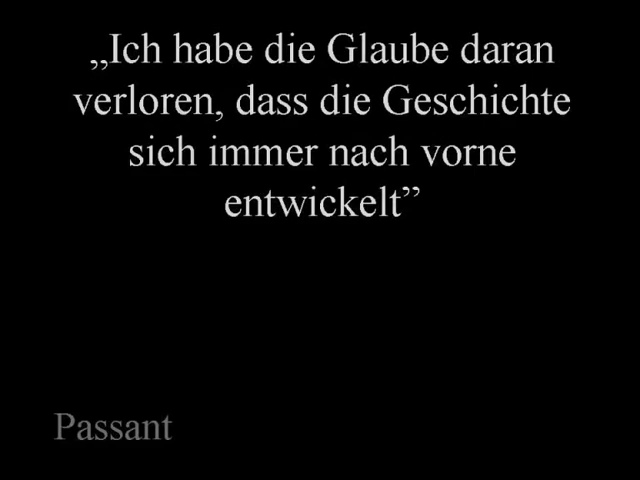 „Ich habe die Glaube daran
verloren, dass die Geschichte
sich immer nach vorne
entwickelt”
Passant